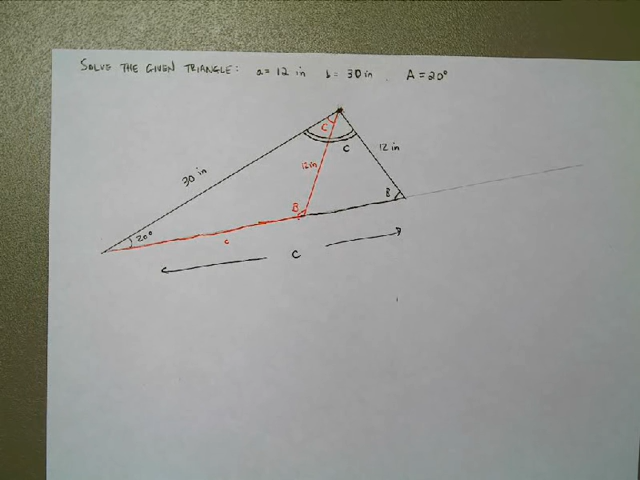 SOLVE THE GIVEN TRIANGLE: a = 12 in b = 30 in A = 20°
C
C
12 in
30 in
12 in
B
B
20°
c
C